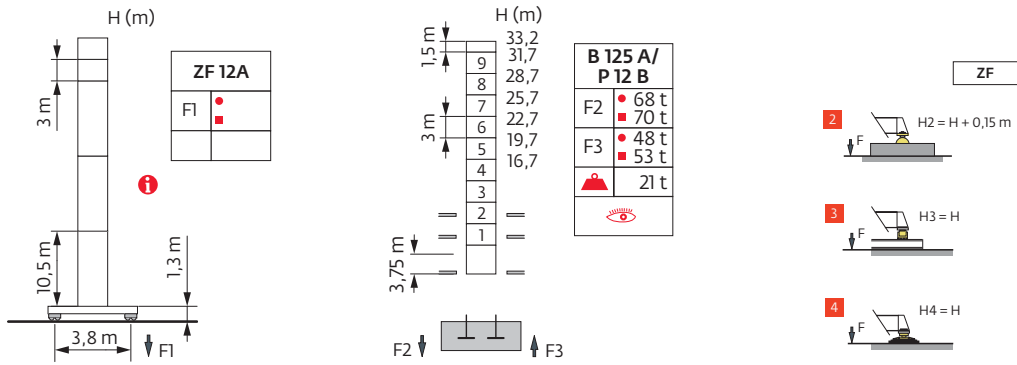 H (m)
3 m
10,5 m
1,3 m
3,8 m
F1
ZF 12A
F1
i
H (m)
33,2
31,7
28,7
25,7
22,7
19,7
16,7
1,5 m
3 m
3,75 m
9
8
7
6
5
4
3
2
1
F2
F3
B 125 A/
P 12 B
F2
68 t
70 t
F3
48 t
53 t
21 t
ZF
2
F
H2 = H + 0,15 m
3
F
H3 = H
4
F
H4 = H